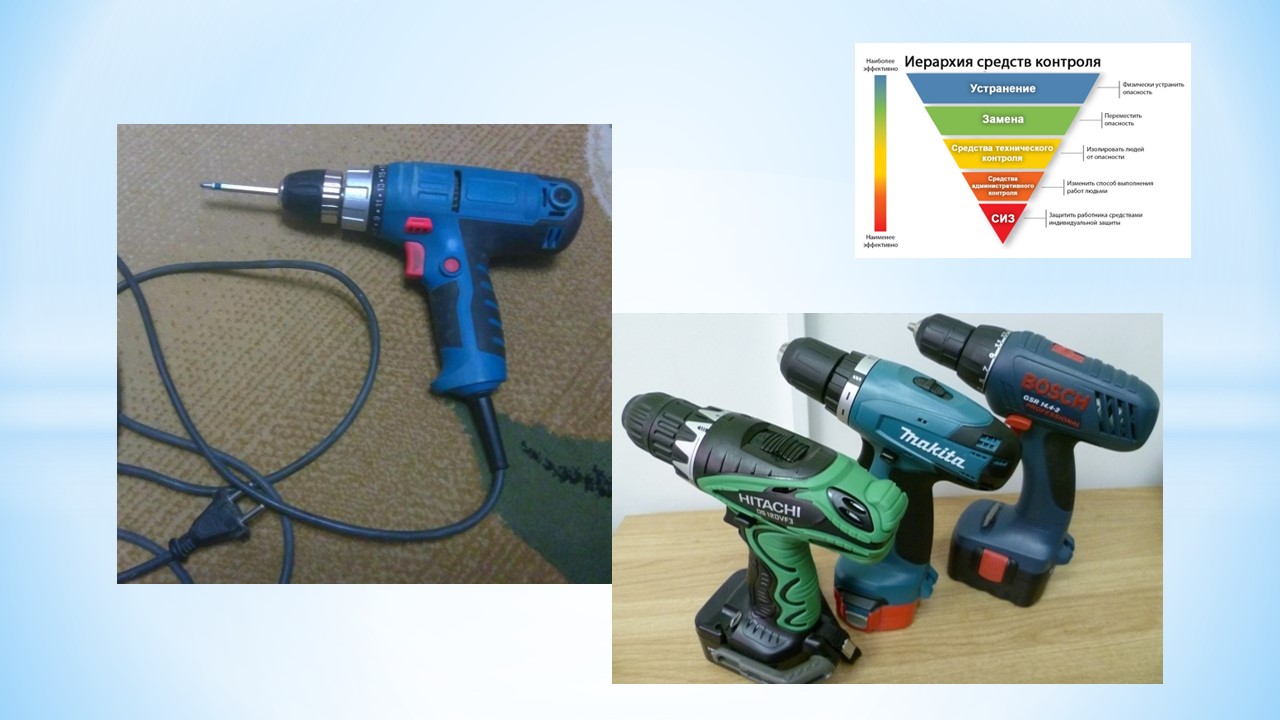 Иерархия средств контроля
Наиболее
эффективно
Устранение
Физически устранить
опасность
Замена
Переместить
опасность
Средства технического
контроля
Изолировать людей
от опасности
Средства
административного
контроля
Изменить способ выполнения
работ людьми
СИЗ
Защитить работника средствами
индивидуальной защиты
Наименее
эффективно
HITACHI
DS 12DVF3
makita
BOSCH
GSR 14,4-2
PROFESSIONAL